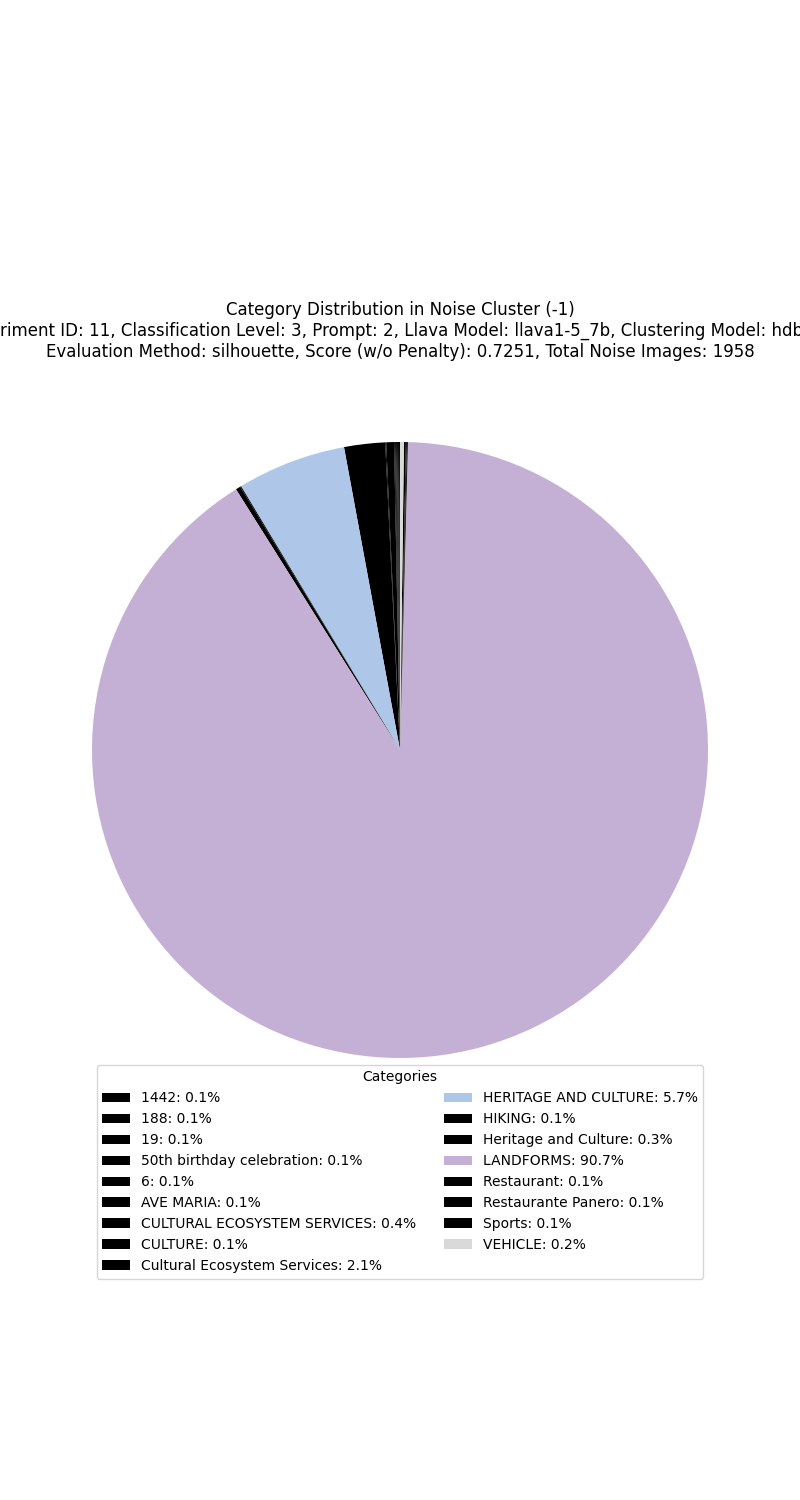 Category Distribution in Noise Cluster (-1)
riment ID: 11, Classification Level: 3, Prompt: 2, Llava Model: llava1-5_7b, Clustering Model: hdb
Evaluation Method: silhouette, Score (w/o Penalty): 0.7251, Total Noise Images: 1958
Categories
1442: 0.1%
188: 0.1%
19: 0.1%
50th birthday celebration: 0.1%
6: 0.1%
AVE MARIA: 0.1%
CULTURAL ECOSYSTEM SERVICES: 0.4%
CULTURE: 0.1%
Cultural Ecosystem Services: 2.1%
HERITAGE AND CULTURE: 5.7%
HIKING: 0.1%
Heritage and Culture: 0.3%
LANDFORMS: 90.7%
Restaurant: 0.1%
Restaurante Panero: 0.1%
Sports: 0.1%
VEHICLE: 0.2%